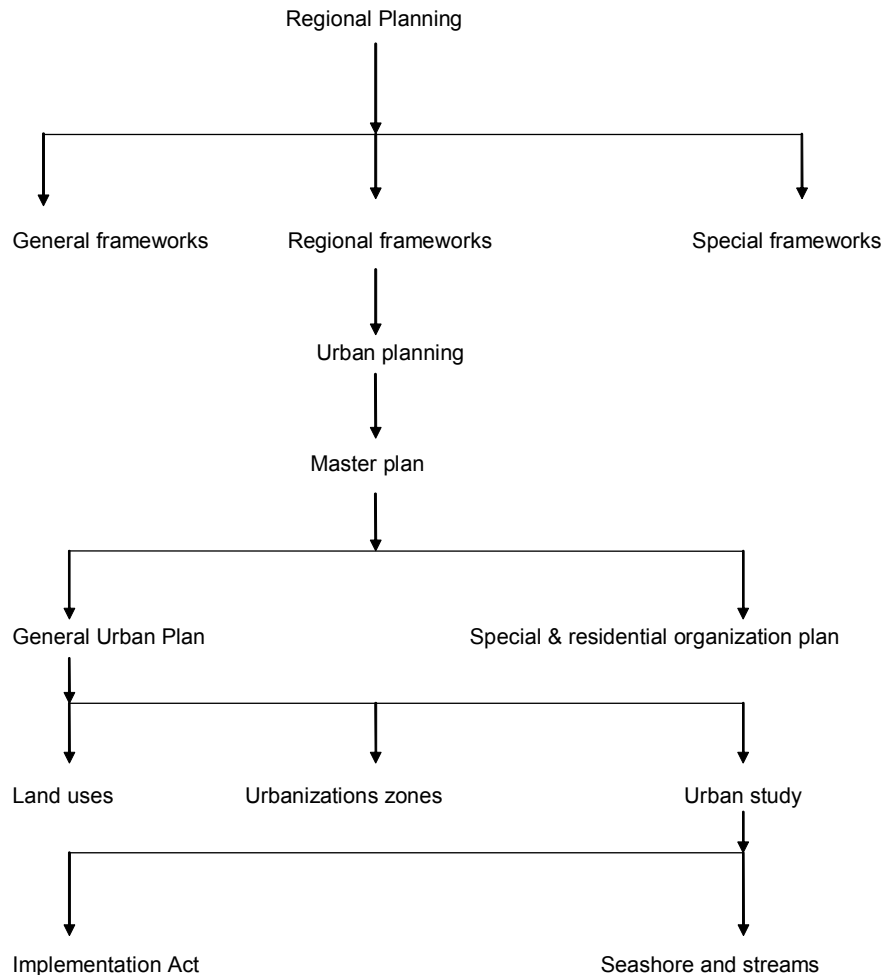 Regional Planning
General frameworks
Regional frameworks
Special frameworks
Urban planning
Master plan
General Urban Plan
Special & residential organization plan
Land uses
Urbanizations zones
Urban study
Implementation Act
Seashore and streams